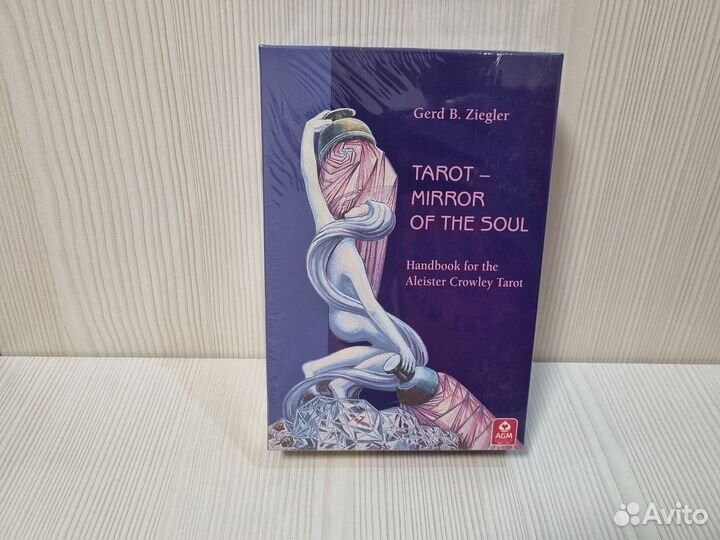 Gerd B. Ziegler
TAROT –
MIRROR
OF THE SOUL
Handbook for the
Aleister Crowley Tarot
AGM
Avito